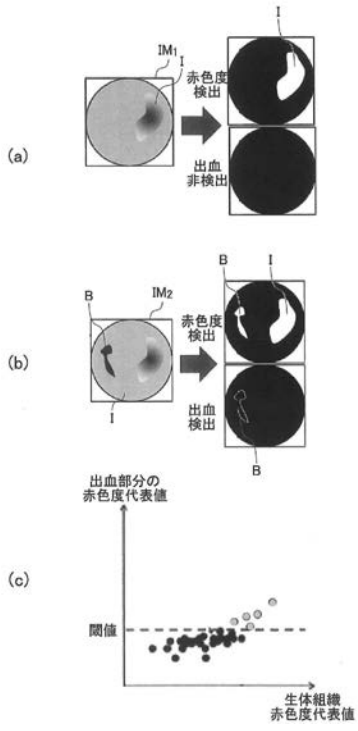 IM1
I
I
赤色度
検出
(a)
出血
非検出
B
IM2
B
I
赤色度
検出
(b)
出血
検出
I
B
出血部分の
赤色度代表値
(c)
閾値
生体組織
赤色度代表値